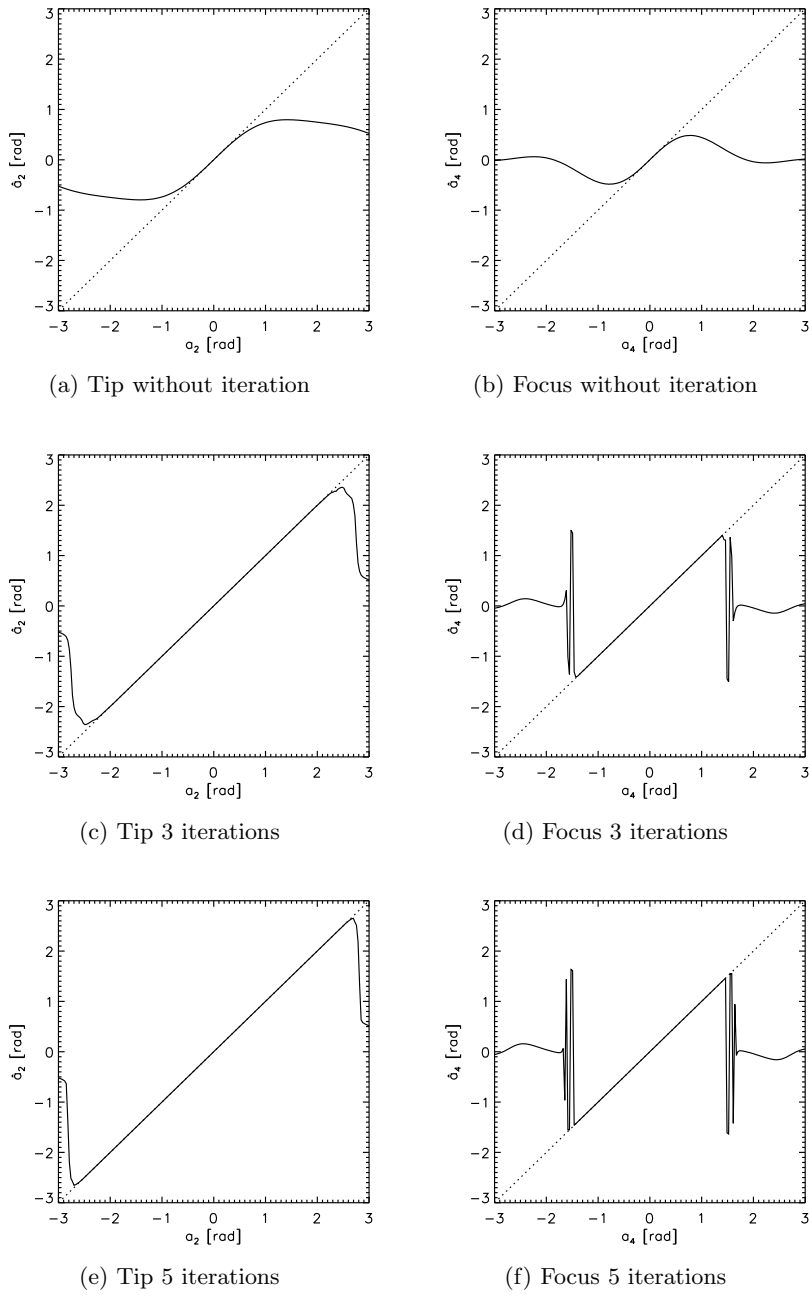 3
2
1
0
−1
−2
−3
â₂ [rad]
−3 −2 −1 0 1 2 3
a₂ [rad]
(a) Tip without iteration
3
2
1
0
−1
−2
−3
â₄ [rad]
−3 −2 −1 0 1 2 3
a₄ [rad]
(b) Focus without iteration
3
2
1
0
−1
−2
−3
â₂ [rad]
−3 −2 −1 0 1 2 3
a₂ [rad]
(c) Tip 3 iterations
3
2
1
0
−1
−2
−3
â₄ [rad]
−3 −2 −1 0 1 2 3
a₄ [rad]
(d) Focus 3 iterations
3
2
1
0
−1
−2
−3
â₂ [rad]
−3 −2 −1 0 1 2 3
a₂ [rad]
(e) Tip 5 iterations
3
2
1
0
−1
−2
−3
â₄ [rad]
−3 −2 −1 0 1 2 3
a₄ [rad]
(f) Focus 5 iterations